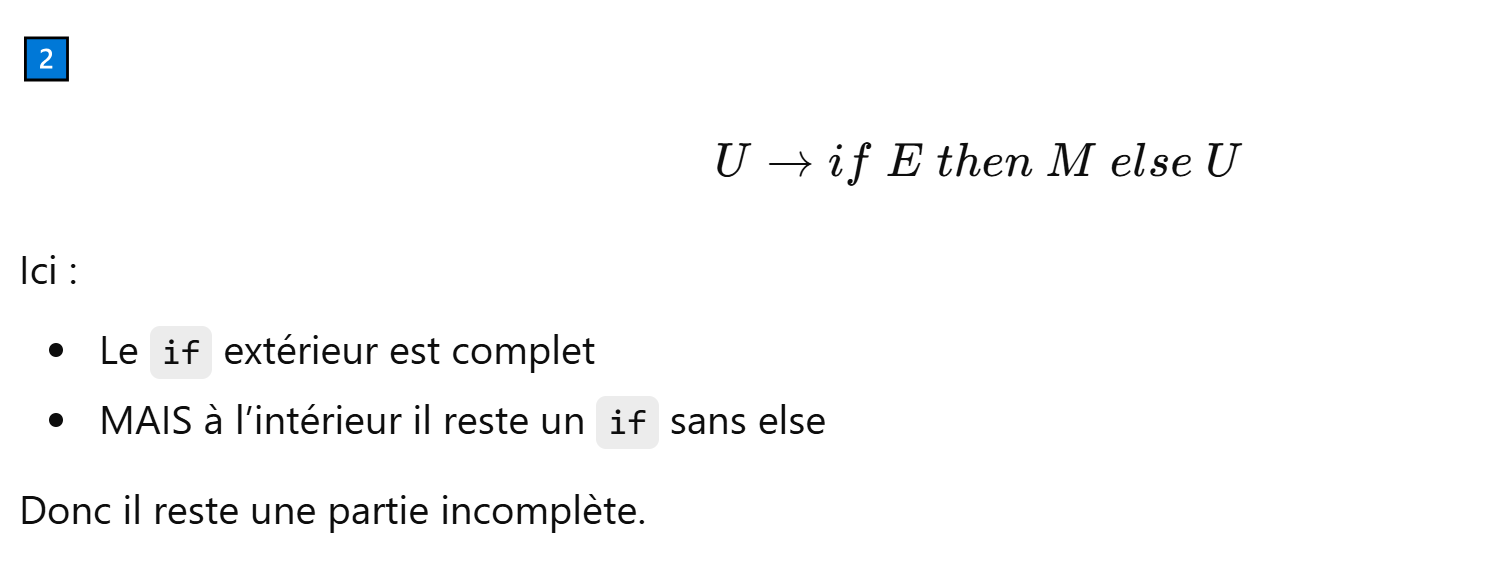 2
U → if E then M else U
Ici :
• Le if extérieur est complet
• MAIS à l’intérieur il reste un if sans else
Donc il reste une partie incomplète.